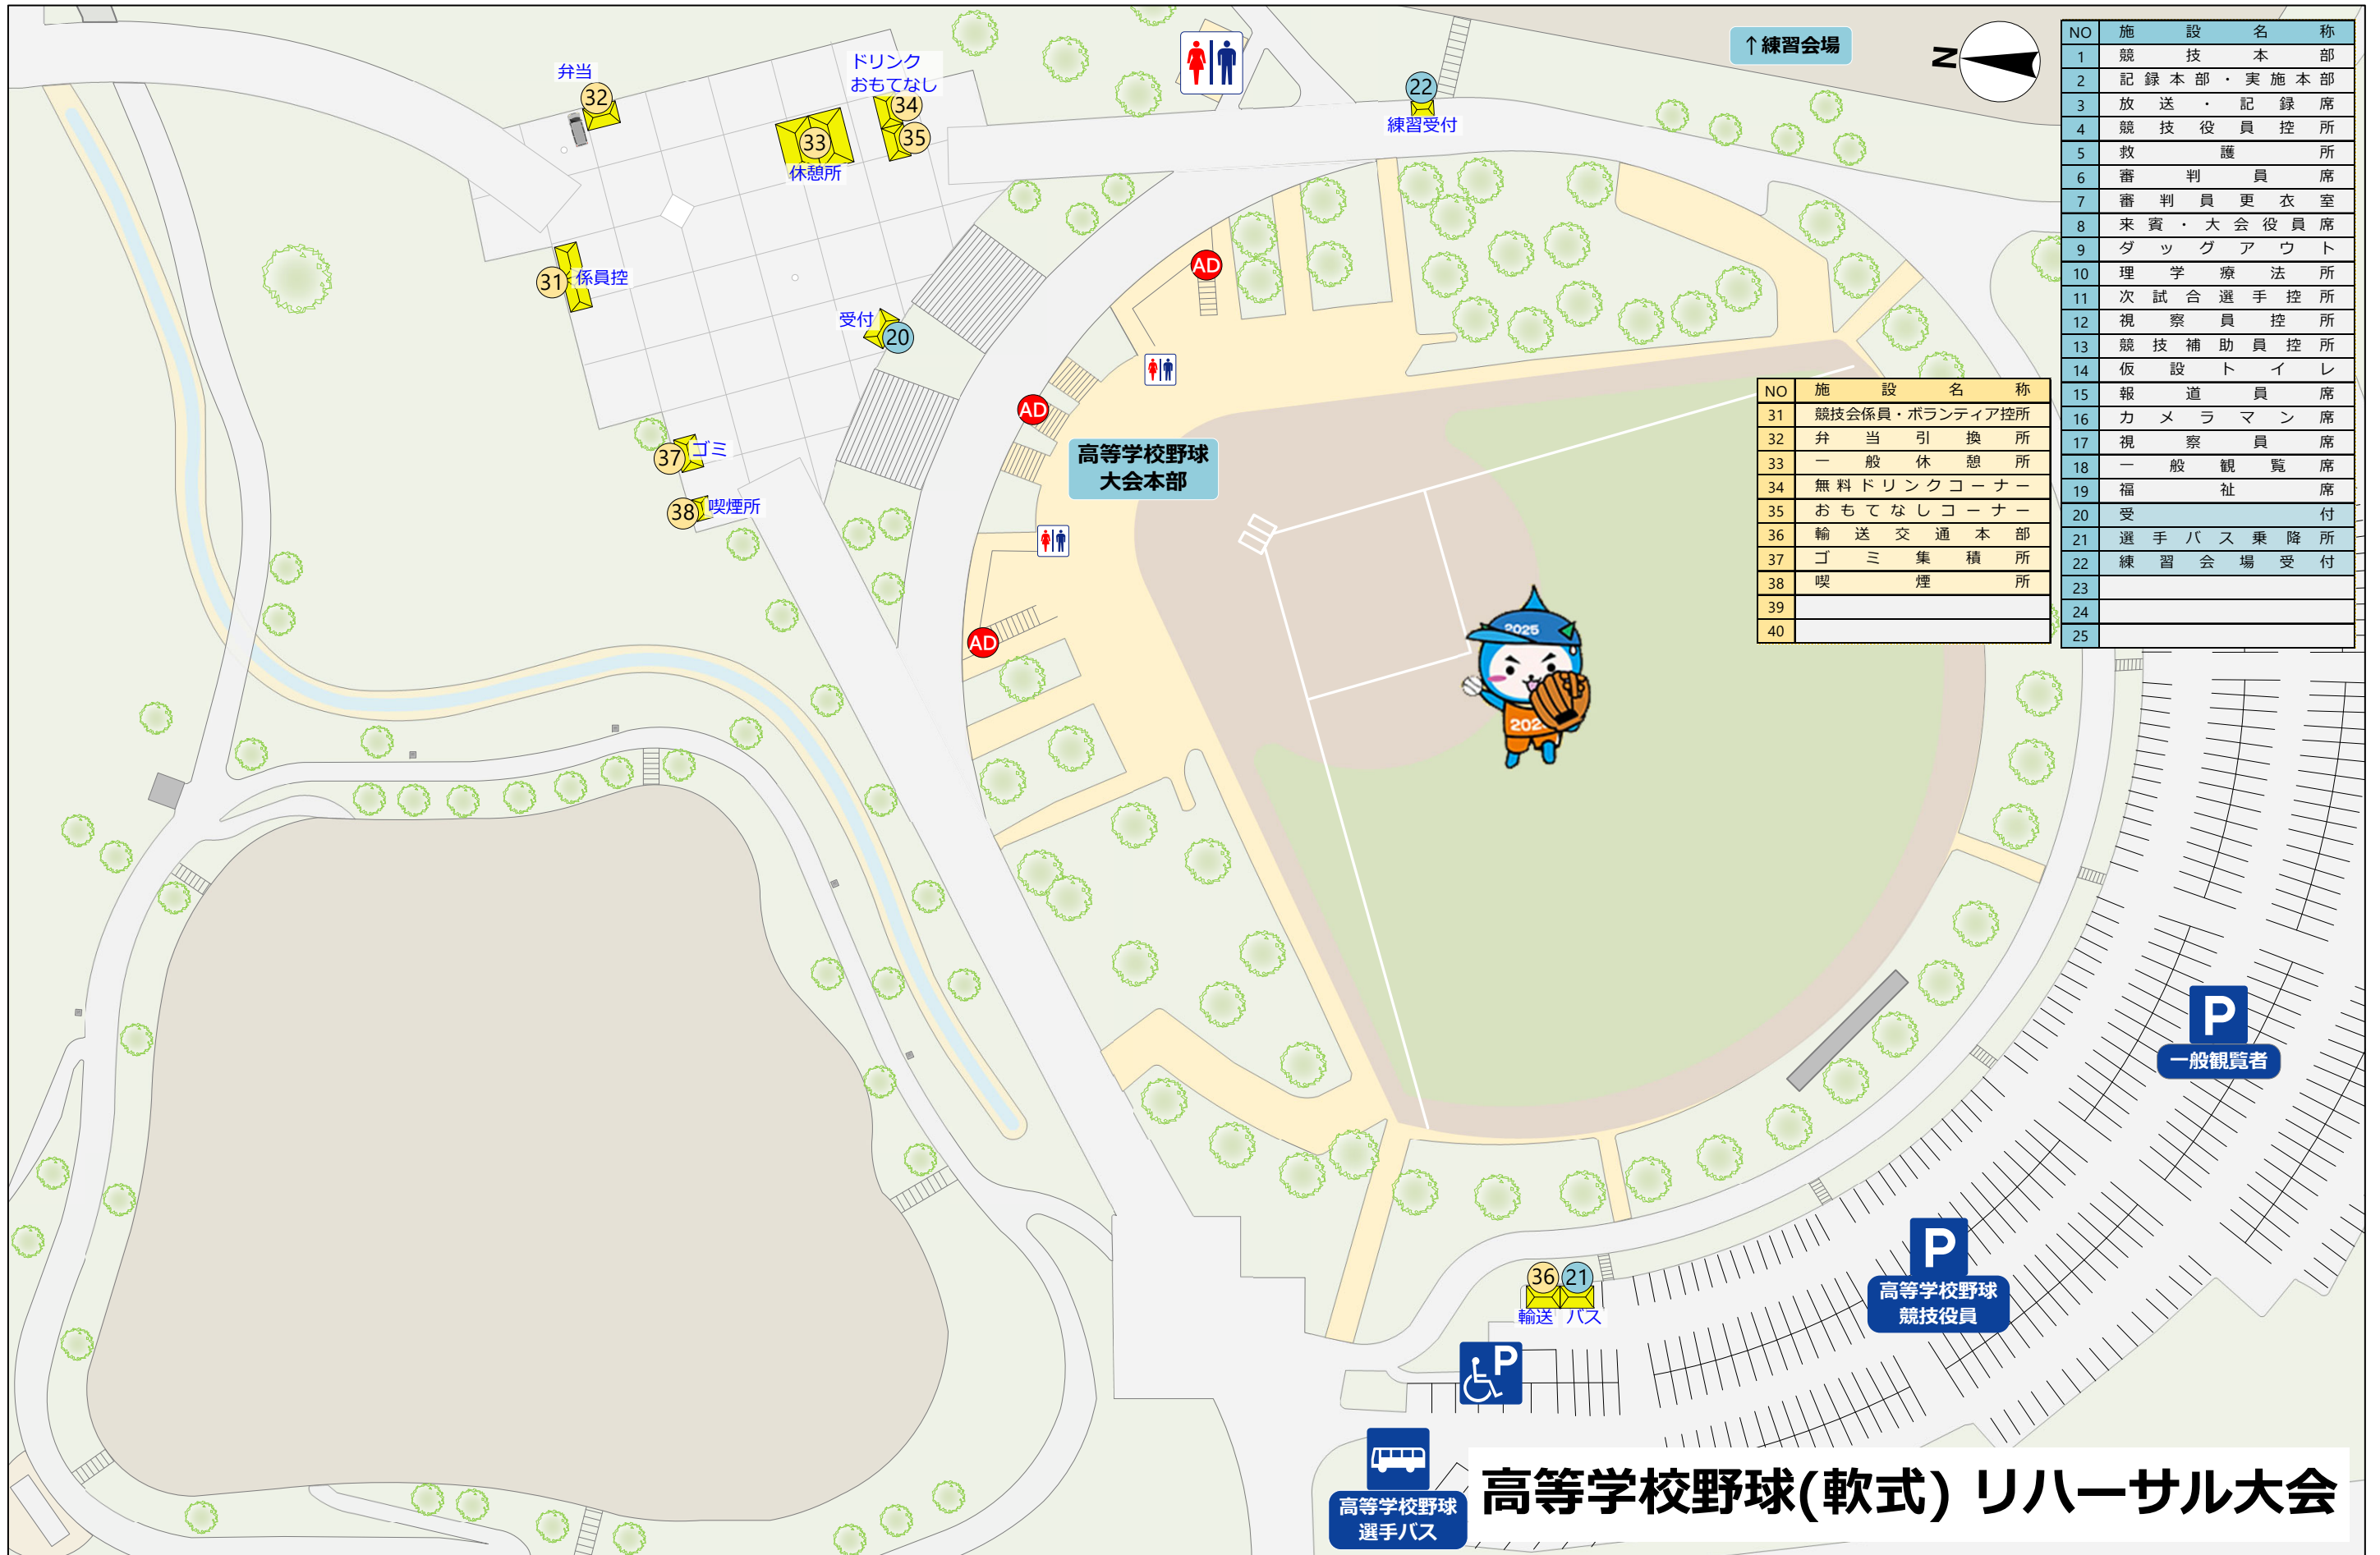 弁当
32
ドリンク
おもてなし
34
35
33
休憩所
31
係員控
受付
20
37
ゴミ
38
喫煙所
22
練習受付
↑練習会場
N
AD
AD
AD
高等学校野球
大会本部
2025
202
NO 施設名称
1 競技本部
2 記録本部・実施本部
3 放送・記録席
4 競技役員控所
5 救護所
6 審判員席
7 審判員更衣室
8 来賓・大会役員席
9 ダッグアウト
10 理学療法所
11 次試合選手控所
12 視察員控所
13 競技補助員控所
14 仮設トイレ
15 報道員席
16 カメラマン席
17 視察員席
18 一般観覧席
19 福祉席
20 受付
21 選手バス乗降所
22 練習会場受付
23
24
25
NO 施設名称
31 競技会係員・ボランティア控所
32 弁当引換所
33 一般休憩所
34 無料ドリンクコーナー
35 おもてなしコーナー
36 輸送交通本部
37 ゴミ集積所
38 喫煙所
39
40
P
一般観覧者
P
高等学校野球
競技役員
36
21
輸送
バス
P
高等学校野球
選手バス
高等学校野球(軟式) リハーサル大会